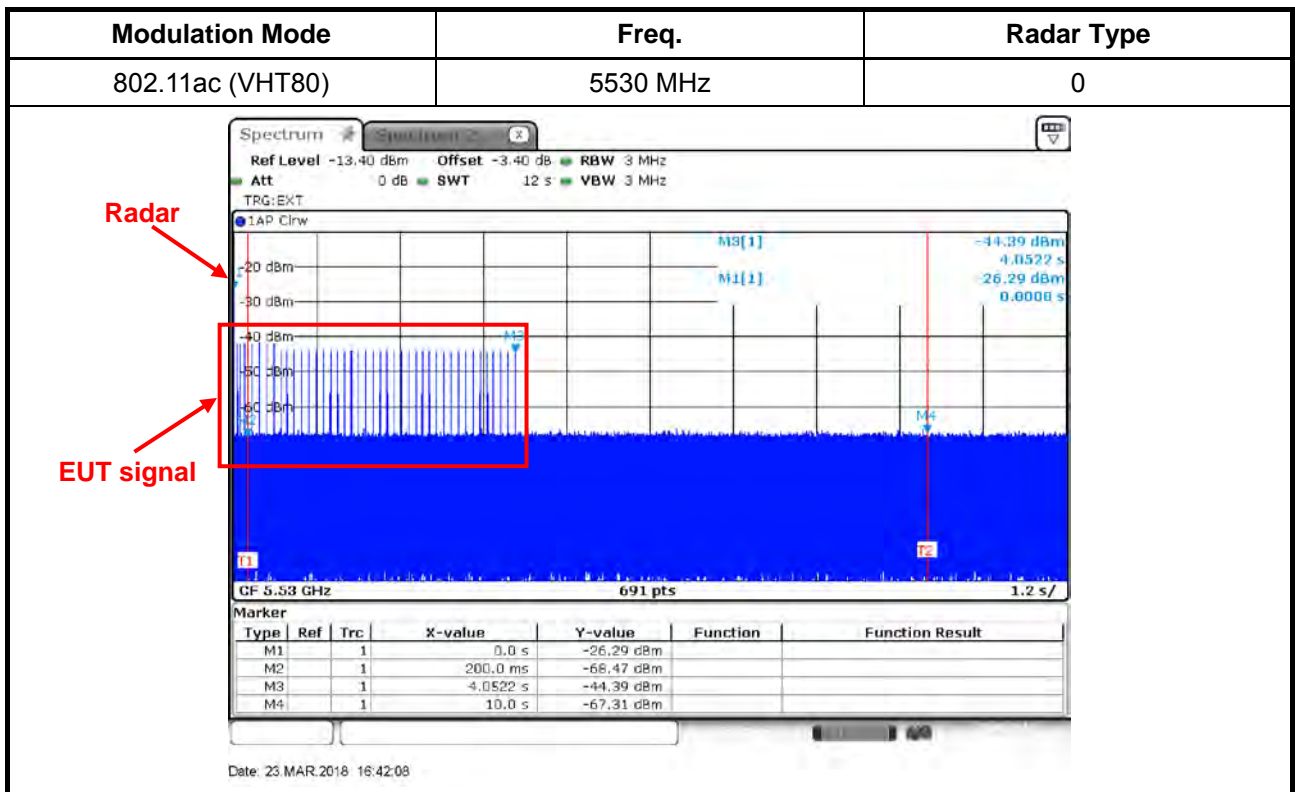 Modulation Mode Freq. Radar Type
802.11ac (VHT80) 5530 MHz 0
Spectrum
Ref Level -13.40 dBm Offset -3.40 dB RBW 3 MHz
Att 0 dB SWT 12 s VBW 3 MHz
TRG:EXT
Radar
1AP Clrw
M3[1] -44.39 dBm
4.0522 s
-20 dBm
M1[1] -26.29 dBm
0.0000 s
-30 dBm
-40 dBm
M3
-50 dBm
-60 dBm
M4
EUT signal
T1
T2
CF 5.53 GHz 691 pts 1.2 s/
Marker
Type Ref Trc X-value Y-value Function Function Result
M1 1 0.0 s -26.29 dBm
M2 1 200.0 ms -68.47 dBm
M3 1 4.0522 s -44.39 dBm
M4 1 10.0 s -67.31 dBm
Date: 23.MAR.2018 16:42:08